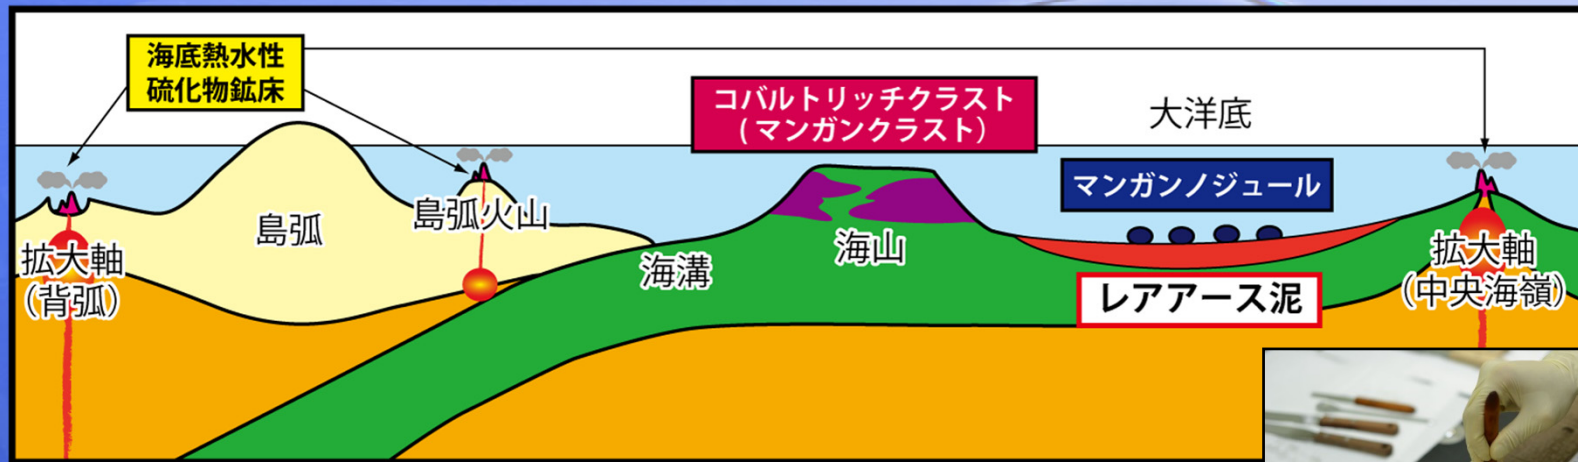 海底熱水性
硫化物鉱床
コバルトリッチクラスト
(マンガンクラスト)
大洋底
マンガンノジュール
島弧
島弧火山
拡大軸
(背弧)
海溝
海山
レアアース泥
拡大軸
(中央海嶺)